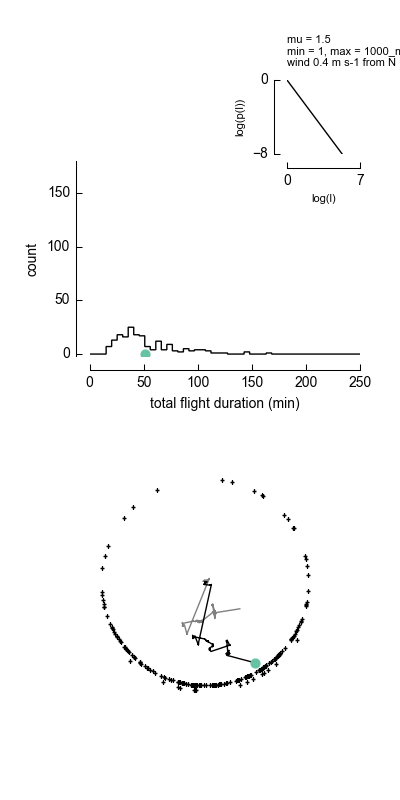 mu = 1.5
min = 1, max = 1000_
wind 0.4 m s-1 from N
0
log(p(l))
−8
0
7
log(l)
150
100
50
0
count
0
50
100
150
200
250
total flight duration (min)